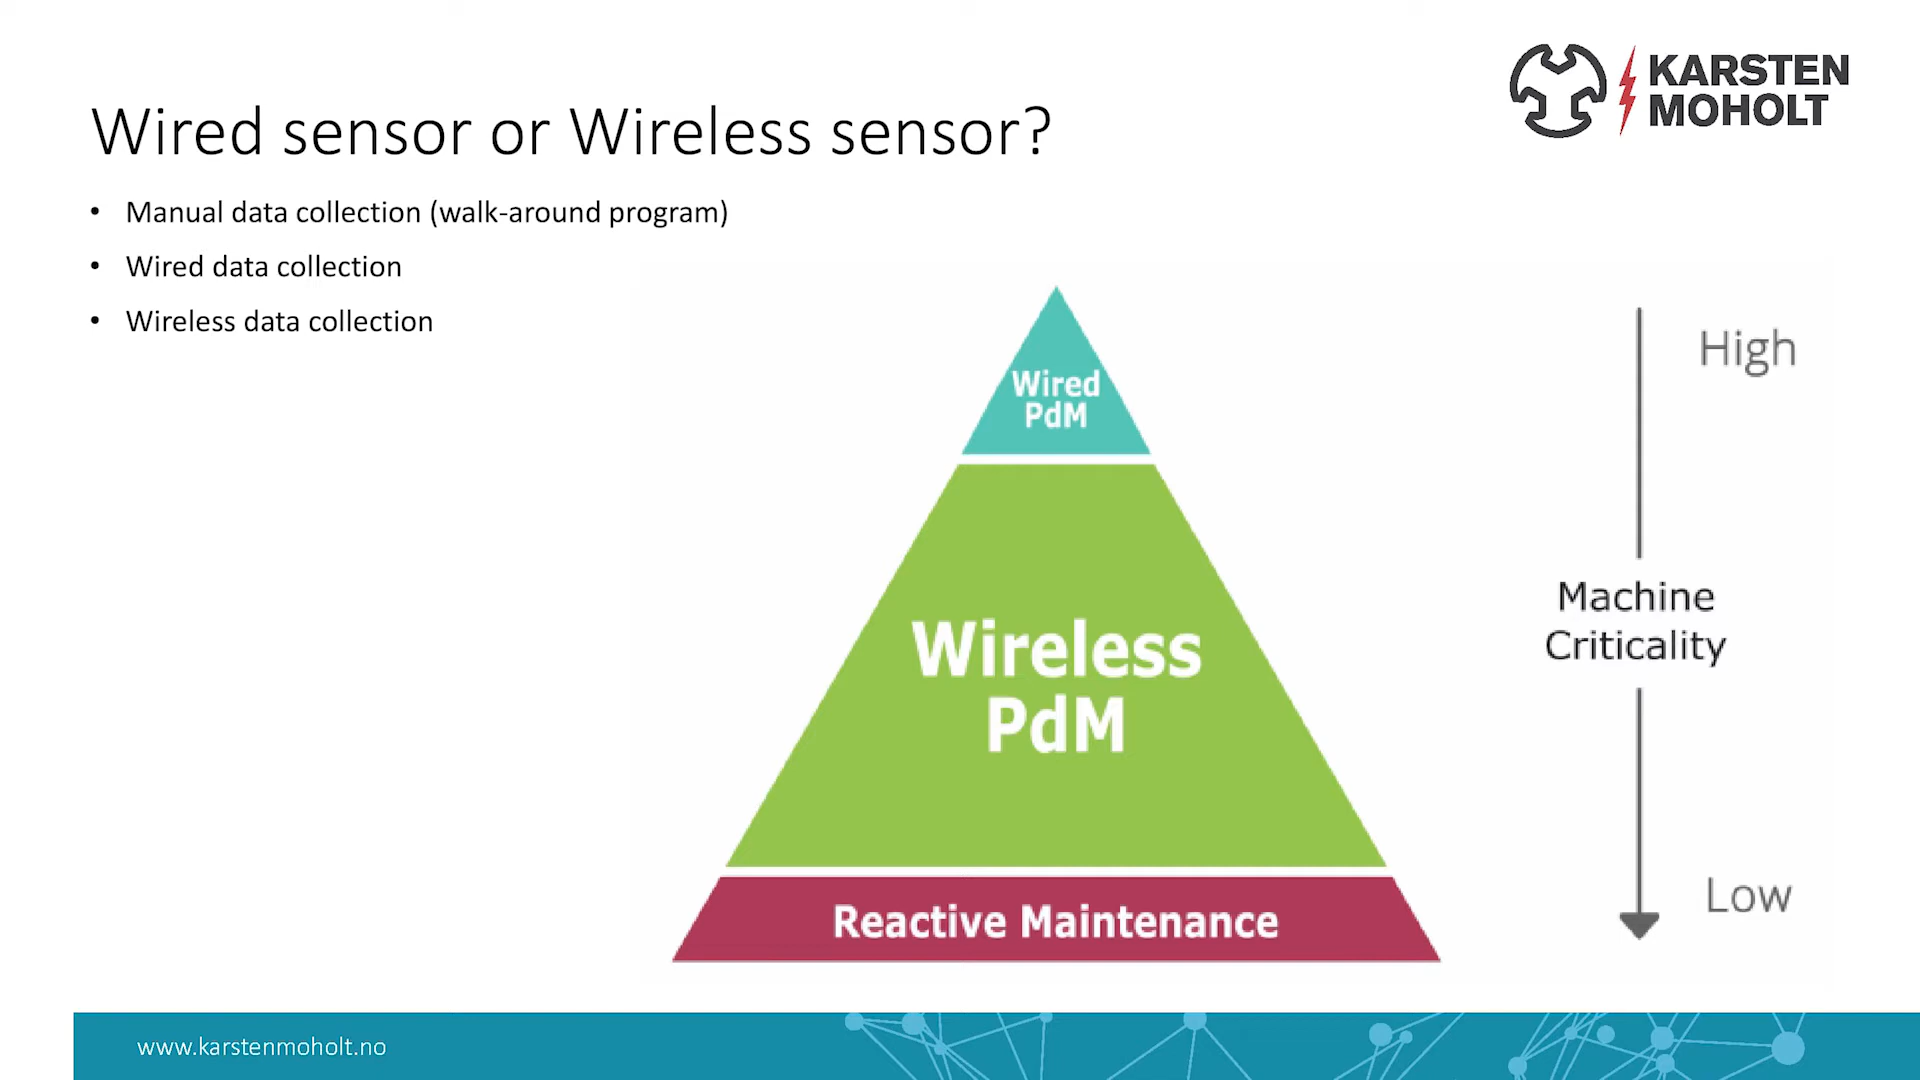 KARSTEN
MOHOLT
Wired sensor or Wireless sensor?
• Manual data collection (walk-around program)
• Wired data collection
• Wireless data collection
Wired
PdM
Wireless
PdM
Reactive Maintenance
High
Machine
Criticality
Low
www.karstenmoholt.no